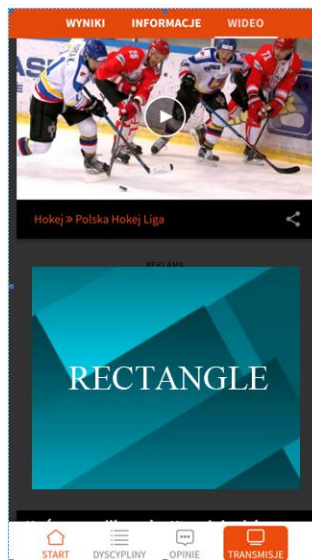 WYNIKI INFORMACJE WIDEO
Hokej » Polska Hokej Liga
REKLAMA
RECTANGLE
START DYSCYPLINY OPINIE TRANSMISJE